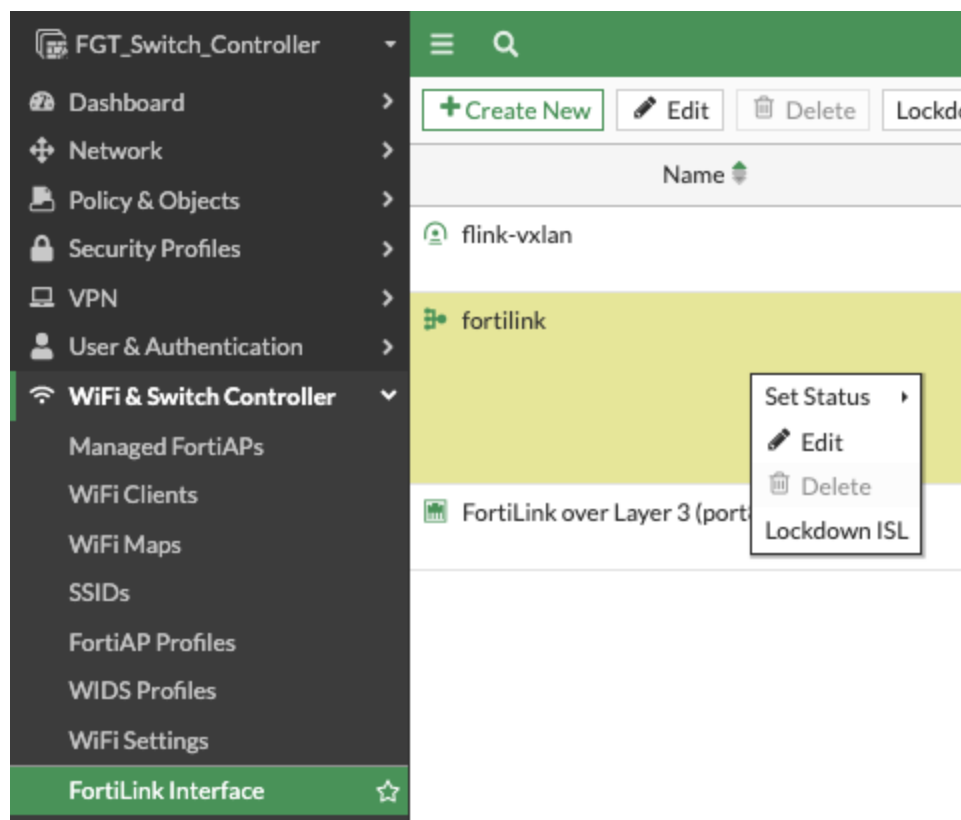 FGT_Switch_Controller
Dashboard
Network
Policy & Objects
Security Profiles
VPN
User & Authentication
WiFi & Switch Controller
Managed FortiAPs
WiFi Clients
WiFi Maps
SSIDs
FortiAP Profiles
WIDS Profiles
WiFi Settings
FortiLink Interface
+Create New Edit Delete
Name
flink-vxlan
fortilink
FortiLink over Layer 3
Set Status
Edit
Delete
Lockdown ISL